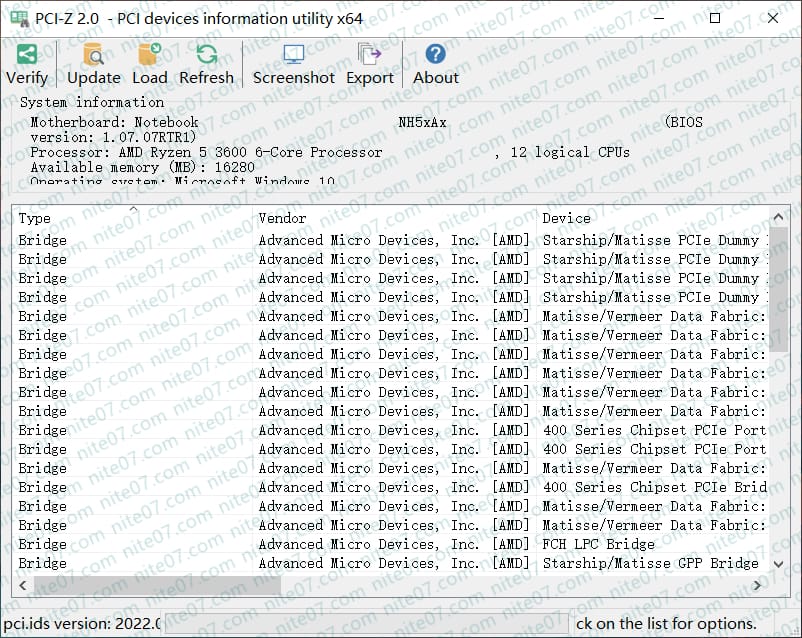 PCI-Z 2.0 - PCI devices information utility x64
Verify Update Load Refresh Screenshot Export About
System information
Motherboard: Notebook NH5xAx (BIOS
version: 1.07.07RTR1)
Processor: AMD Ryzen 5 3600 6-Core Processor , 12 logical CPUs
Available memory (MB): 16280
Operating system: Microsoft Windows 10
Type Vendor Device
Bridge Advanced Micro Devices, Inc. [AMD] Starship/Matisse PCIe Dummy
Bridge Advanced Micro Devices, Inc. [AMD] Starship/Matisse PCIe Dummy
Bridge Advanced Micro Devices, Inc. [AMD] Starship/Matisse PCIe Dummy
Bridge Advanced Micro Devices, Inc. [AMD] Starship/Matisse PCIe Dummy
Bridge Advanced Micro Devices, Inc. [AMD] Matisse/Vermeer Data Fabric:
Bridge Advanced Micro Devices, Inc. [AMD] Matisse/Vermeer Data Fabric:
Bridge Advanced Micro Devices, Inc. [AMD] Matisse/Vermeer Data Fabric:
Bridge Advanced Micro Devices, Inc. [AMD] Matisse/Vermeer Data Fabric:
Bridge Advanced Micro Devices, Inc. [AMD] Matisse/Vermeer Data Fabric:
Bridge Advanced Micro Devices, Inc. [AMD] Matisse/Vermeer Data Fabric:
Bridge Advanced Micro Devices, Inc. [AMD] 400 Series Chipset PCIe Port
Bridge Advanced Micro Devices, Inc. [AMD] 400 Series Chipset PCIe Port
Bridge Advanced Micro Devices, Inc. [AMD] Matisse/Vermeer Data Fabric:
Bridge Advanced Micro Devices, Inc. [AMD] 400 Series Chipset PCIe Brid
Bridge Advanced Micro Devices, Inc. [AMD] Matisse/Vermeer Data Fabric:
Bridge Advanced Micro Devices, Inc. [AMD] Matisse/Vermeer Data Fabric:
Bridge Advanced Micro Devices, Inc. [AMD] FCH LPC Bridge
Bridge Advanced Micro Devices, Inc. [AMD] Starship/Matisse GPP Bridge
pci.ids version: 2022.0 ck on the list for options.
nite07.com